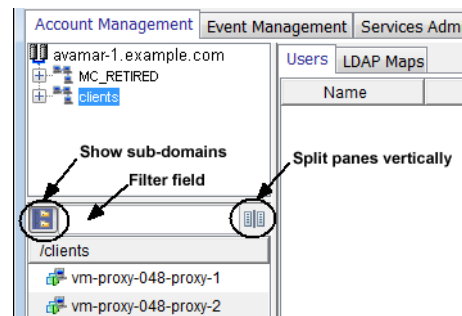 Account Management Event Management Services Adm
avamar-1.example.com
MC_RETIRED
clients
Users LDAP Maps
Name
Show sub-domains
Filter field
Split panes vertically
/clients
vm-proxy-048-proxy-1
vm-proxy-048-proxy-2